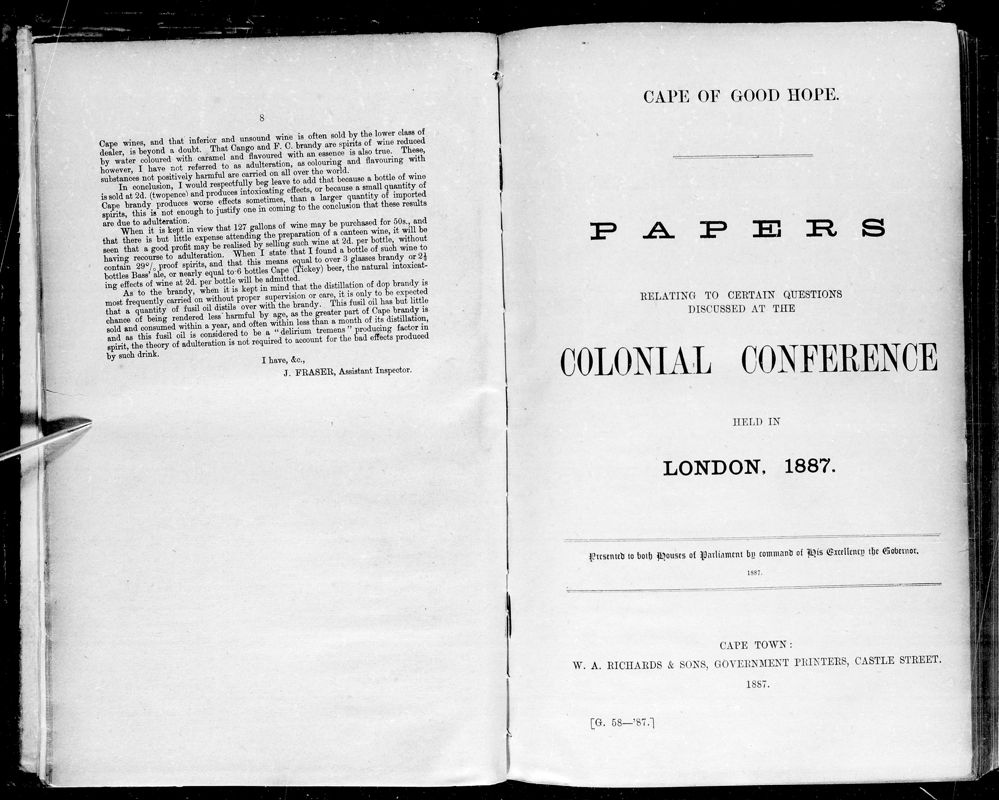 8
Cape wines, and that inferior and unsound wine is often sold by the lower class of
dealer, is beyond a doubt. That Cango and F. C. brandy are spirits of wine reduced
by water coloured with caramel and flavoured with an essence is also true. These,
however, I have not referred to as adulteration, as colouring and flavouring with
substances not positively harmful are carried on all over the world.
In conclusion, I would respectfully beg leave to add that because a bottle of wine
is sold at 2d. (twopence) and produces intoxicating effects, or because a small quantity of
Cape brandy produces worse effects sometimes, than a larger quantity of imported
spirits, this is not enough to justify one in coming to the conclusion that these results
are due to adulteration.
When it is kept in view that 127 gallons of wine may be purchased for 50s., and
that there is but little expense attending the preparation of a canteen wine, it will be
seen that a good profit may be realised by selling such wine at 2d. per bottle, without
having recourse to adulteration. When I state that I found a bottle of such wine to
contain 29°/₀ proof spirits, and that this means equal to over 3 glasses brandy or 2½
bottles Bass' ale, or nearly equal to 6 bottles Cape (Tickey) beer, the natural intoxicat-
ing effects of wine at 2d. per bottle will be admitted.
As to the brandy, when it is kept in mind that the distillation of dop brandy is
most frequently carried on without proper supervision or care, it is only to be expected
that a quantity of fusil oil distils over with the brandy. This fusil oil has but little
chance of being rendered less harmful by age, as the greater part of Cape brandy is
sold and consumed within a year, and often within less than a month of its distillation,
and as this fusil oil is considered to be a "delirium tremens" producing factor in
spirit, the theory of adulteration is not required to account for the bad effects produced
by such drink.
I have, &c.,
J. FRASER, Assistant Inspector.
CAPE OF GOOD HOPE.
PAPERS
RELATING TO CERTAIN QUESTIONS
DISCUSSED AT THE
COLONIAL CONFERENCE
HELD IN
LONDON, 1887.
Presented to both Houses of Parliament by command of His Excellency the Governor.
1887.
CAPE TOWN:
W. A. RICHARDS & SONS, GOVERNMENT PRINTERS, CASTLE STREET.
1887.
[G. 58—'87.]